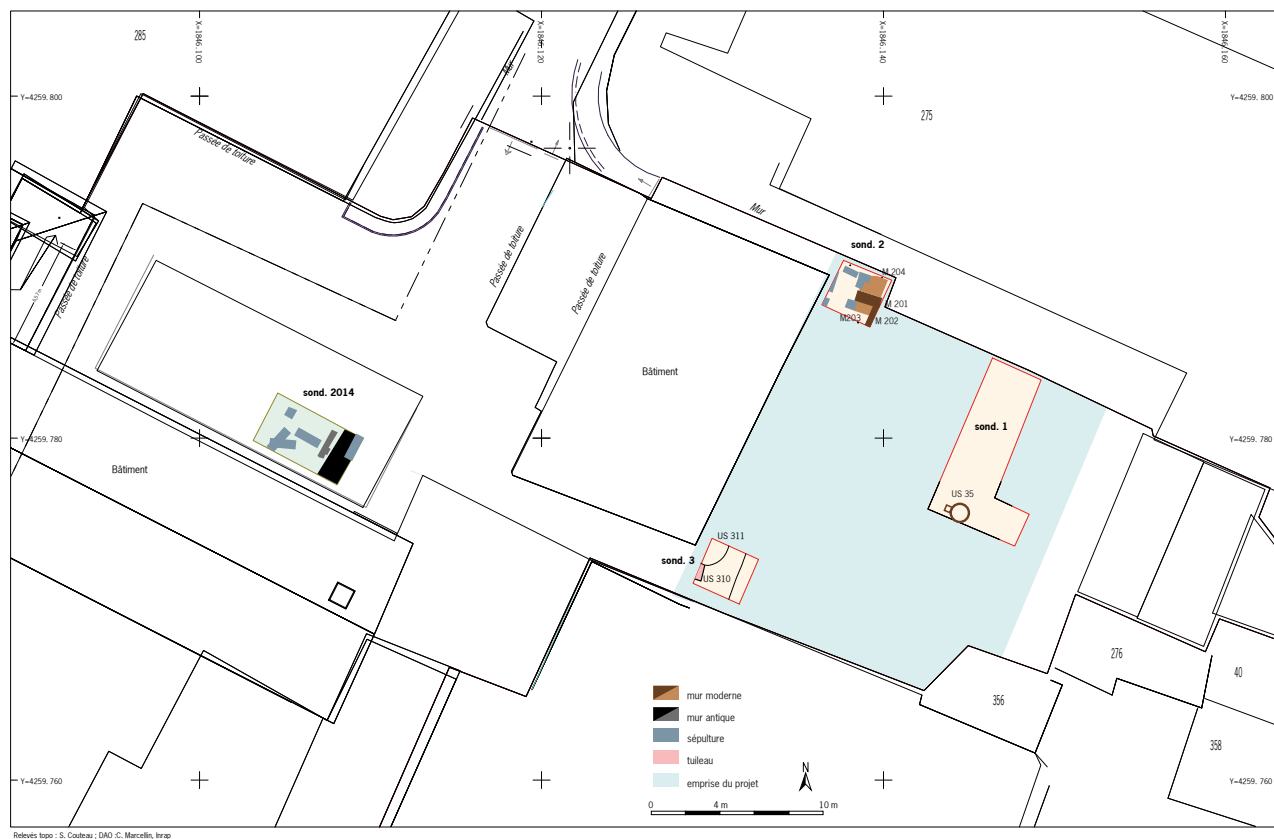 X=1846. 100
X=1846. 120
X=1846. 140
X=1846. 160
285
Mur
Y=4259. 800
Y=4259. 800
275
Passée de toiture
Mur
sond. 2
M 204
Passée de toiture
Passée de toiture
Passée de toiture
M 201
M203
M 202
Bâtiment
sond. 2014
sond. 1
Y=4259. 780
Y=4259. 780
Bâtiment
US 35
US 311
sond. 3
US 310
276
40
356
358
mur moderne
mur antique
sépulture
tuileau
emprise du projet
N
Y=4259. 760
Y=4259. 760
0 4 m 10 m
Relevés topo : S. Couteau ; DAO :C. Marcellin, Inrap